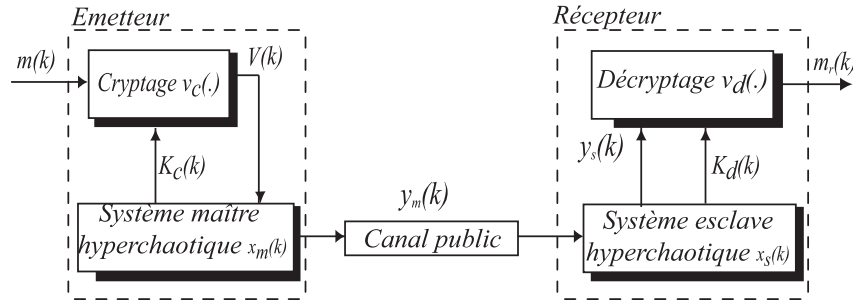 Emetteur
m(k)
Cryptage v_c(.)
V(k)
K_c(k)
Système maître
hyperchaotique x_m(k)
y_m(k)
Canal public
Récepteur
Décryptage v_d(.)
m_r(k)
y_s(k)
K_d(k)
Système esclave
hyperchaotique x_s(k)